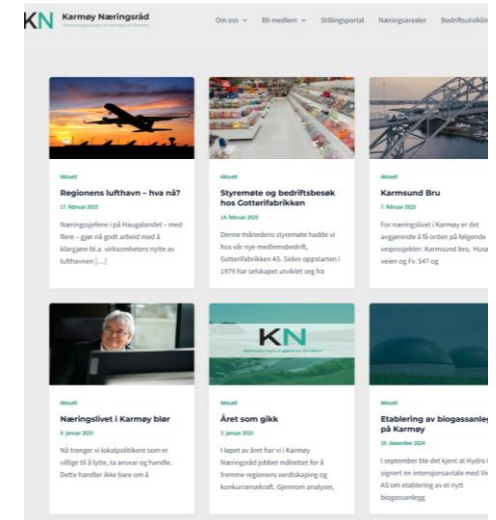 KN Karmøy Næringsråd
Om oss Bli medlem Stillingsportal Næringsarealer Bedriftsutviklin
Aktuelt
Regionens lufthavn – hva nå?
17. februar 2025
Næringssjefene i på Haugalandet – med
flere – gjør nå godt arbeid med å
klargjøre bl.a. virksomheters nytte av
lufthavnen [...]
Aktuelt
Styremøte og bedriftsbesøk
hos Gotterifabrikken
14. februar 2025
Denne månedens styremøte hadde vi
hos vår nye medlemsbedrift,
Gotterifabrikken AS. Siden oppstarten i
1979 har selskapet utviklet seg fra
Aktuelt
Karmsund Bru
7. februar 2025
For næringslivet i Karmøy er det
avgjørende å få orden på følgende
veiprosjekter: Karmsund bro, Husø
veien og Fv. 547 og
Aktuelt
Næringslivet i Karmøy blør
9. januar 2025
Nå trenger vi lokalpolitikere som er
villige til å lytte, ta ansvar og handle.
Dette handler ikke bare om å
KN
Aktuelt
Året som gikk
3. januar 2025
I løpet av året har vi i Karmøy
Næringsråd jobbet målrettet for å
fremme regionens verdiskaping og
konkurransekraft. Gjennom analyser,
Aktuelt
Etablering av biogassanleg
på Karmøy
desember 2024
I september ble det kjent at Hydro
signert en intensjonsavtale med
AS om etablering av et nytt
biogassanlegg